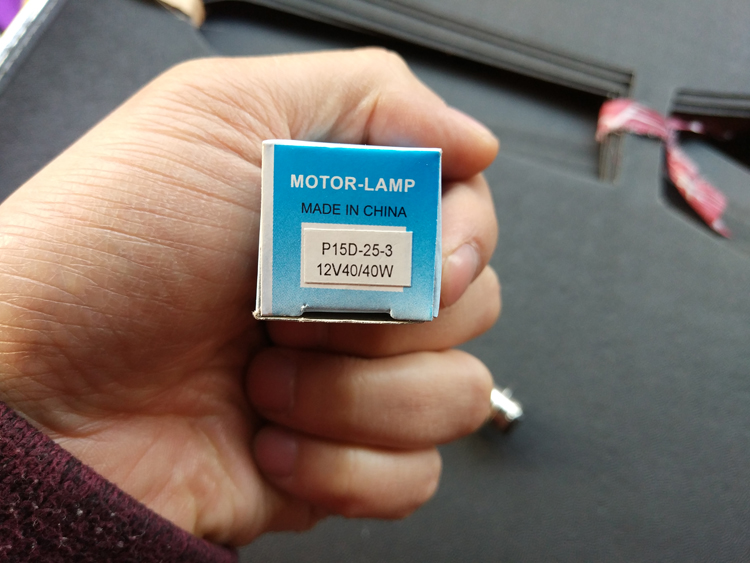 MOTOR-LAMP
MADE IN CHINA
P15D-25-3
12V40/40W